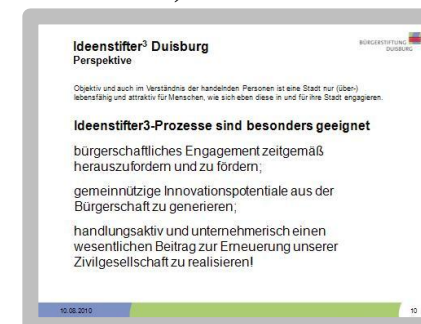 Ideenstifter³ Duisburg
Perspektive
BÜRGERSTIFTUNG
DUISBURG
Objektiv und auch im Verständnis der handelnden Personen ist eine Stadt nur (über-)
lebensfähig und attraktiv für Menschen, wie sich eben diese in und für ihre Stadt engagieren.
Ideenstifter3-Prozesse sind besonders geeignet
bürgerschaftliches Engagement zeitgemäß
herauszufordern und zu fördern;
gemeinnützige Innovationspotentiale aus der
Bürgerschaft zu generieren;
handlungsaktiv und unternehmerisch einen
wesentlichen Beitrag zur Erneuerung unserer
Zivilgesellschaft zu realisieren!
10.08.2010
10